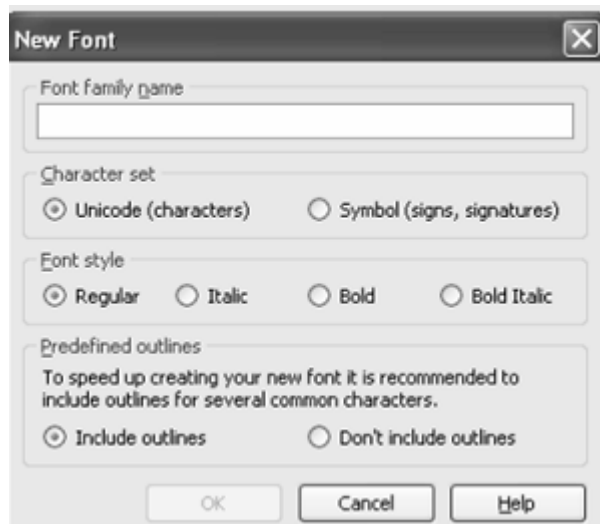 New Font
Font family name
Character set
Unicode (characters) Symbol (signs, signatures)
Font style
Regular Italic Bold Bold Italic
Predefined outlines
To speed up creating your new font it is recommended to
include outlines for several common characters.
Include outlines Don't include outlines
OK Cancel Help